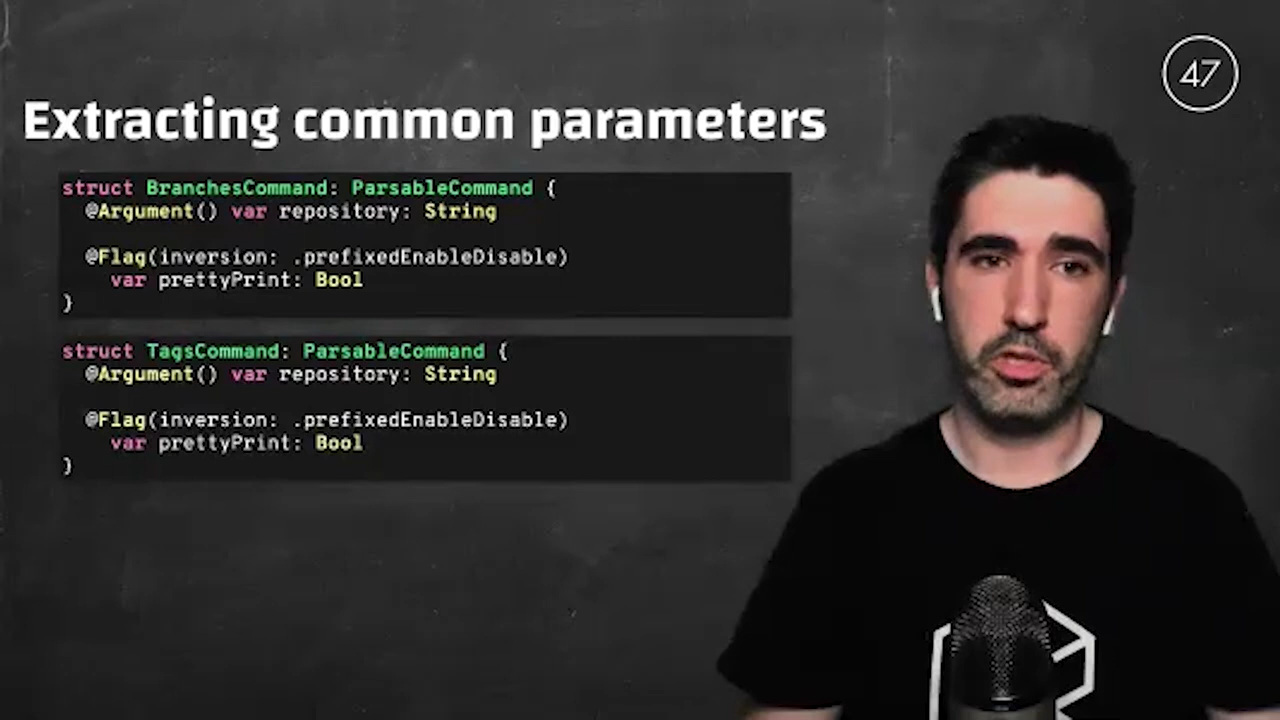 47
Extracting common parameters
struct BranchesCommand: ParsableCommand {
@Argument() var repository: String
@Flag(inversion: .prefixedEnableDisable)
var prettyPrint: Bool
}
struct TagsCommand: ParsableCommand {
@Argument() var repository: String
@Flag(inversion: .prefixedEnableDisable)
var prettyPrint: Bool
}